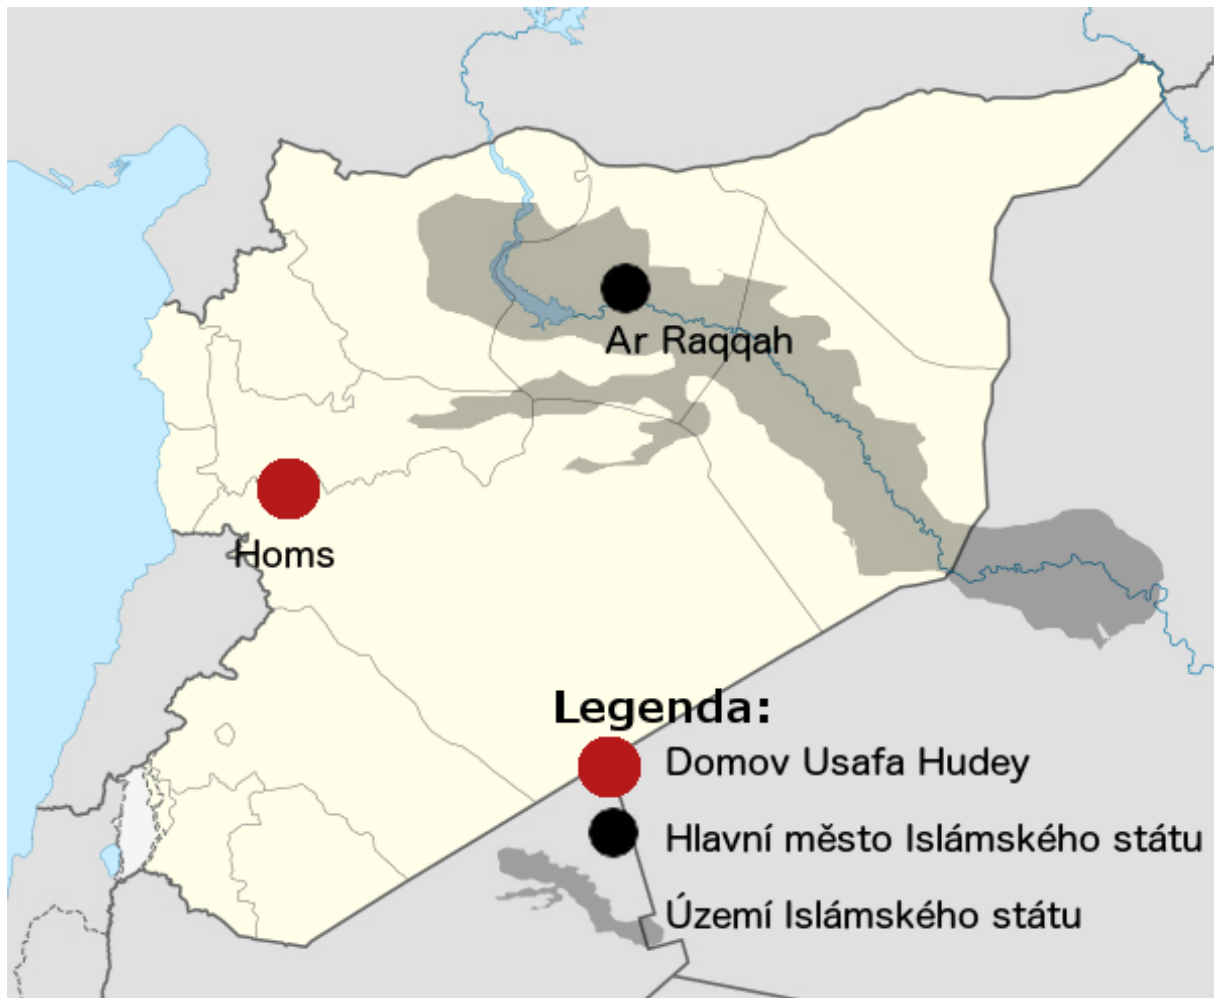 Ar Raqqah
Homs
Legenda:
Domov Usafa Hudey
Hlavní město Islámského státu
Území Islámského státu